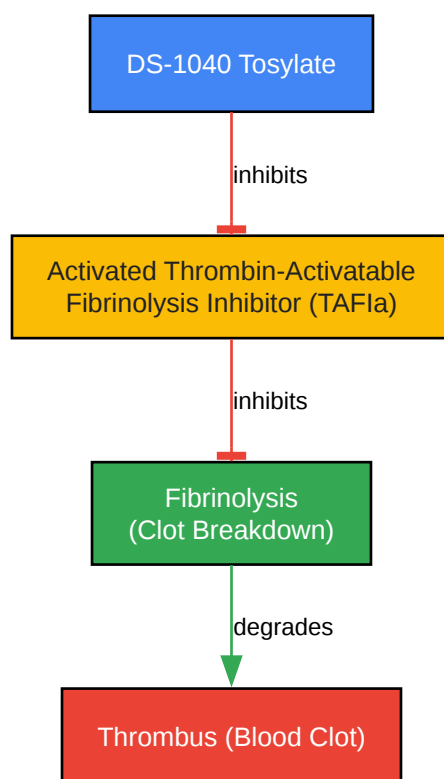 DS-1040 Tosylate
inhibits
Activated Thrombin-Activatable
Fibrinolysis Inhibitor (TAFIa)
inhibits
Fibrinolysis
(Clot Breakdown)
degrades
Thrombus (Blood Clot)